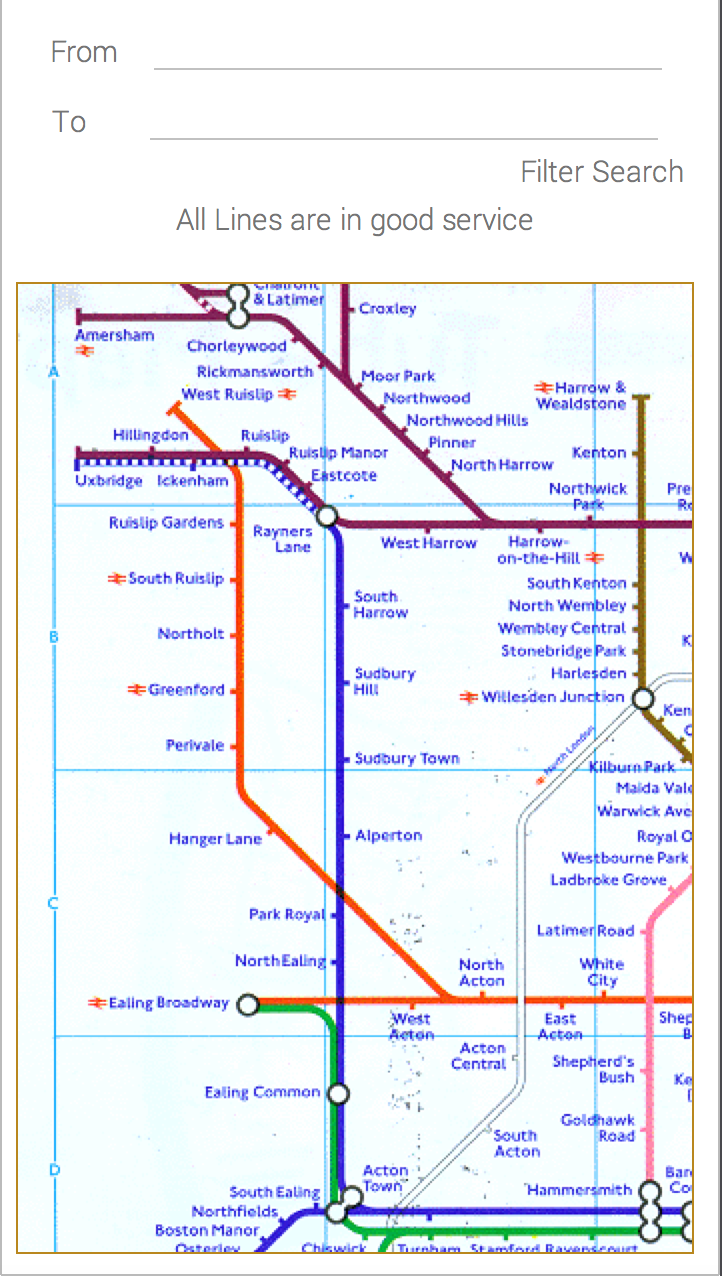 From
To
Filter Search
All Lines are in good service
Chalfont
& Latimer
Croxley
Amersham
Chorleywood
Rickmansworth
Moor Park
A
West Ruislip
Northwood
Harrow &
Wealdstone
Northwood Hills
Hillingdon
Ruislip
Pinner
Ruislip Manor
Kenton
North Harrow
Eastcote
Uxbridge
Ickenham
Northwick
Park
Pre
Ruislip Gardens
Rayners
Lane
West Harrow
Harrow-
on-the-Hill
W
South Ruislip
South Kenton
South
Harrow
North Wembley
Wembley Central
Northolt
B
K
Stonebridge Park
Sudbury
Hill
Harlesden
Greenford
Willesden Junction
Ken
North London
Perivale
Sudbury Town
Kilburn Park
Maida Vale
Warwick Ave
Hanger Lane
Alperton
Royal O
Westbourne Park
Ladbroke Grove
C
Park Royal
Latimer Road
North Ealing
North
Acton
White
City
Ealing Broadway
West
Acton
East
Acton
Shep
B
Acton
Central
Shepherd's
Bush
Ke
Ealing Common
Goldhawk
Road
South
Acton
D
Acton
Town
Bar
Co
South Ealing
Hammersmith
Northfields
Boston Manor
Osterley
Chiswick
Turnham
Stamford
Ravenscourt